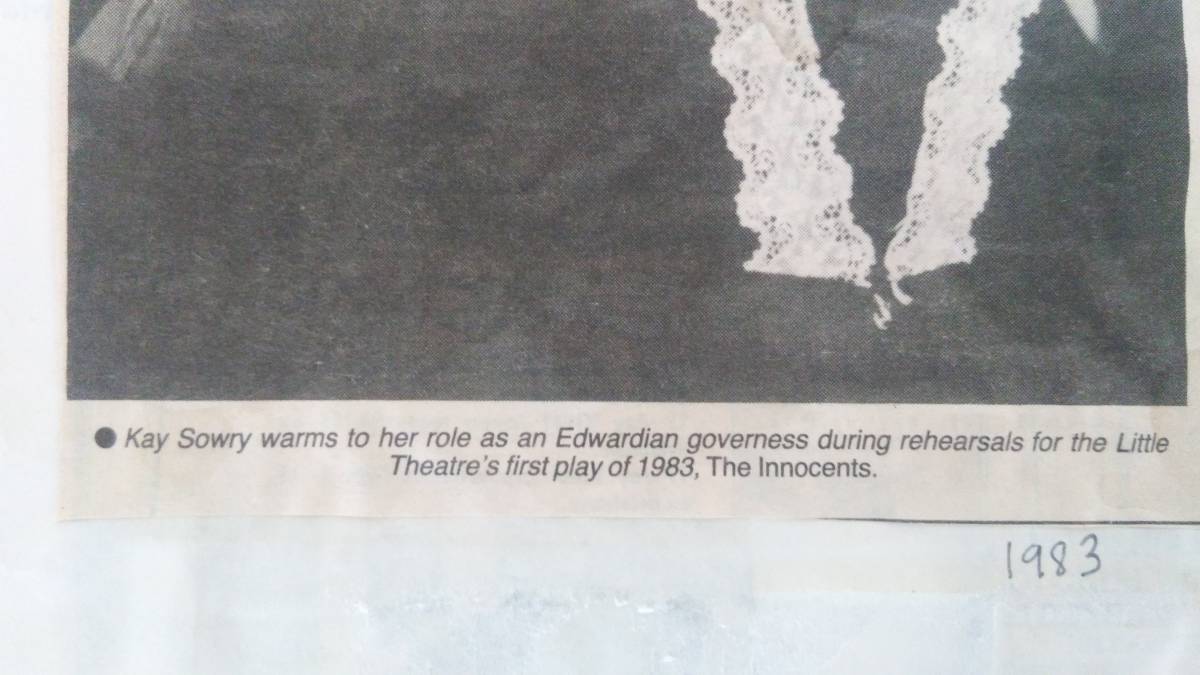 ● Kay Sowry warms to her role as an Edwardian governess during rehearsals for the Little
Theatre's first play of 1983, The Innocents.
1983